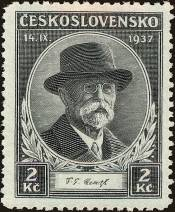 ČESKOSLOVENSKO
14.IX 1937
2 Kč 2 Kč